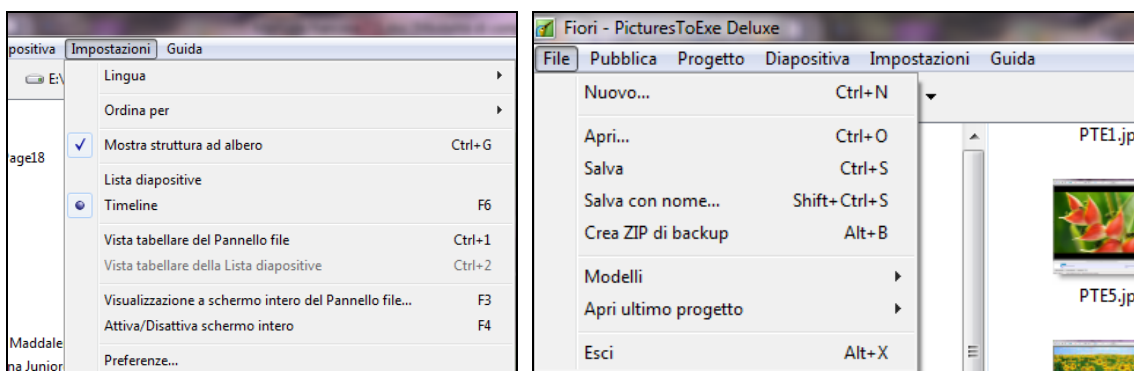 positiva Impostazioni Guida
E:\
Lingua
Ordina per
Mostra struttura ad albero Ctrl+G
age18
Lista diapositive
Timeline F6
Vista tabellare del Pannello file Ctrl+1
Vista tabellare della Lista diapositive Ctrl+2
Visualizzazione a schermo intero del Pannello file... F3
Attiva/Disattiva schermo intero F4
Maddale
Preferenze...
na Junior
Fiori - PicturesToExe Deluxe
File Pubblica Progetto Diapositiva Impostazioni Guida
Nuovo... Ctrl+N
Apri... Ctrl+O
PTE1.jp
Salva Ctrl+S
Salva con nome... Shift+Ctrl+S
Crea ZIP di backup Alt+B
Modelli
PTE5.jp
Apri ultimo progetto
Esci Alt+X